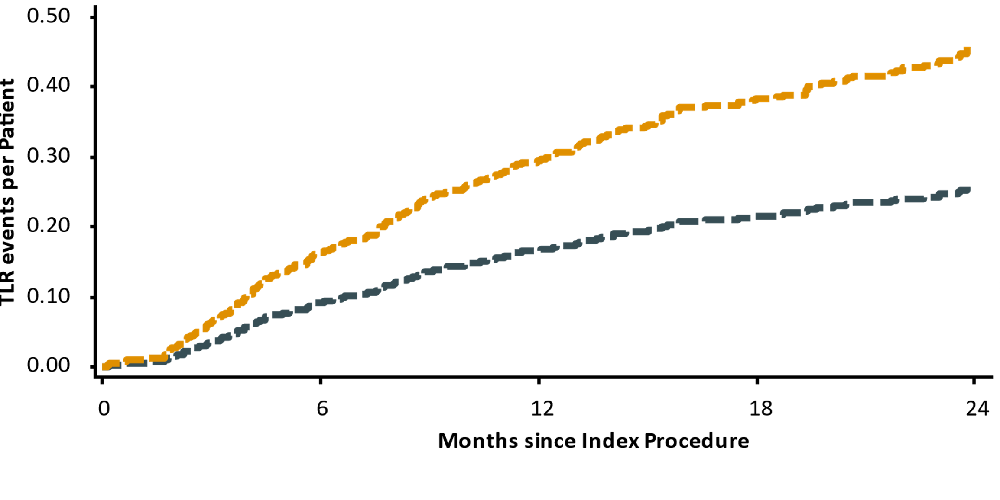 TLR events per Patient
0.50
0.40
0.30
0.20
0.10
0.00
0 6 12 18 24
Months since Index Procedure